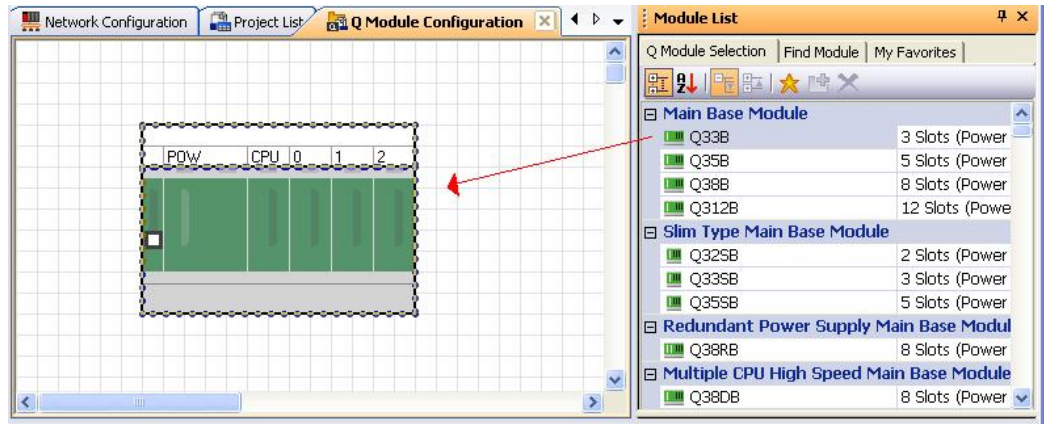 Network Configuration Project List Q Module Configuration
POW CPU 0 1 2
Module List
Q Module Selection Find Module My Favorites
Main Base Module
Q33B 3 Slots (Power
Q35B 5 Slots (Power
Q38B 8 Slots (Power
Q312B 12 Slots (Powe
Slim Type Main Base Module
Q32SB 2 Slots (Power
Q33SB 3 Slots (Power
Q35SB 5 Slots (Power
Redundant Power Supply Main Base Modul
Q38RB 8 Slots (Power
Multiple CPU High Speed Main Base Module
Q38DB 8 Slots (Power